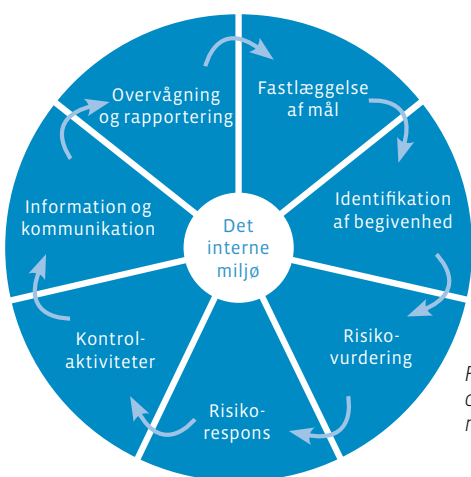 Overvågning
og rapportering
Fastlæggelse
af mål
Identifikation
af begivenhed
Risiko-
vurdering
Risiko-
respons
Kontrol-
aktiviteter
Information og
kommunikation
Det
interne
miljø